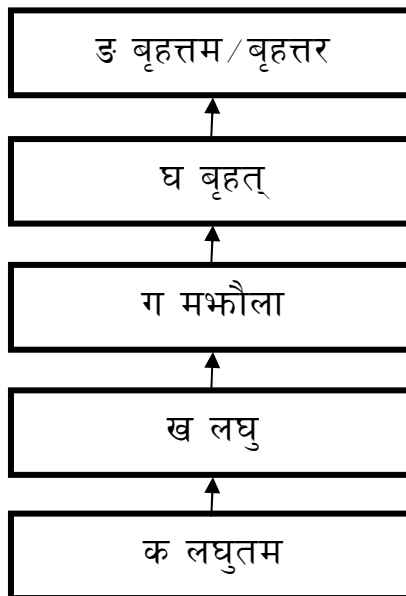 ङ बृहत्तम/बृहत्तर
घ बृहत्
ग मझौला
ख लघु
क लघुतम